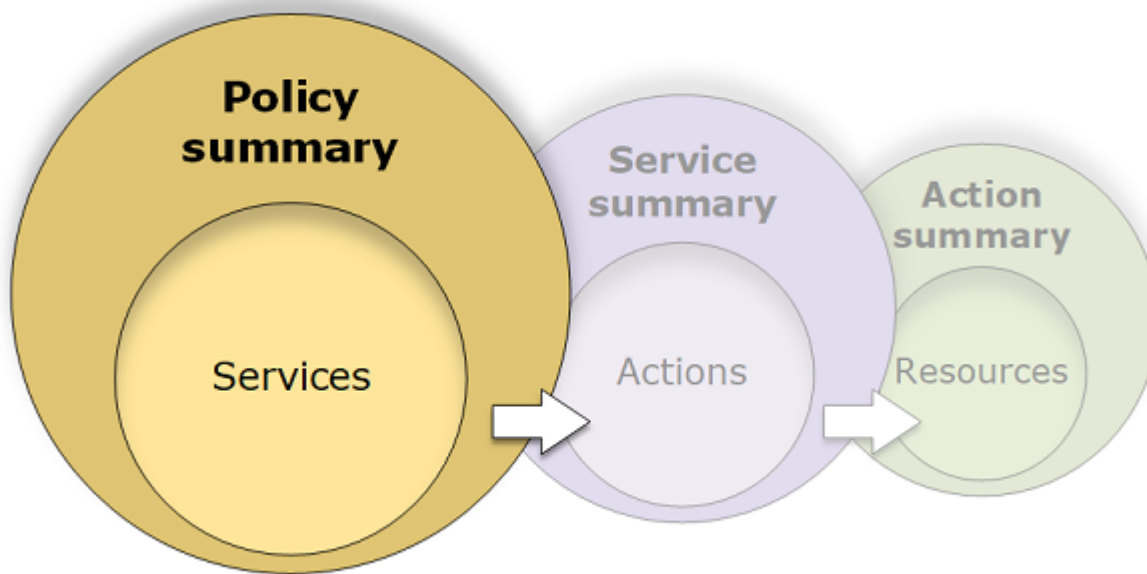 Policy
summary
Services
Service
summary
Actions
Action
summary
Resources